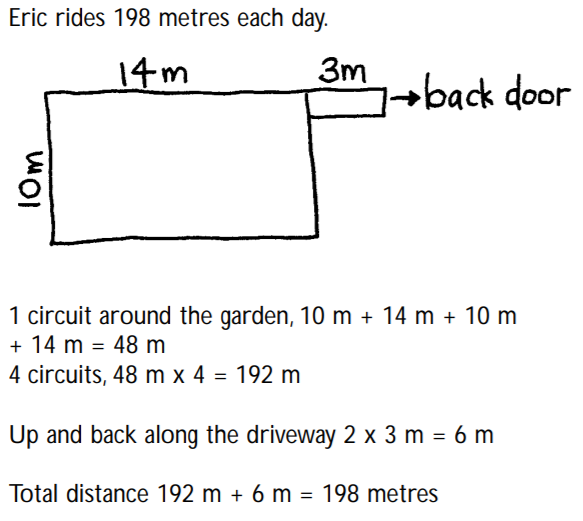 Eric rides 198 metres each day.
14m
3m
→back door
10m
1 circuit around the garden, 10 m + 14 m + 10 m
+ 14 m = 48 m
4 circuits, 48 m x 4 = 192 m
Up and back along the driveway 2 x 3 m = 6 m
Total distance 192 m + 6 m = 198 metres